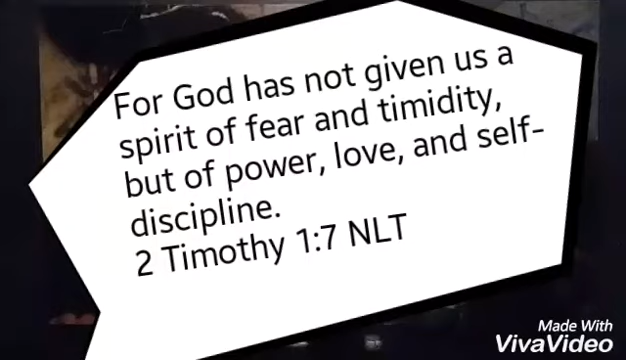 For God has not given us a
spirit of fear and timidity,
but of power, love, and self-
discipline.
2 Timothy 1:7 NLT
Made With
VivaVideo